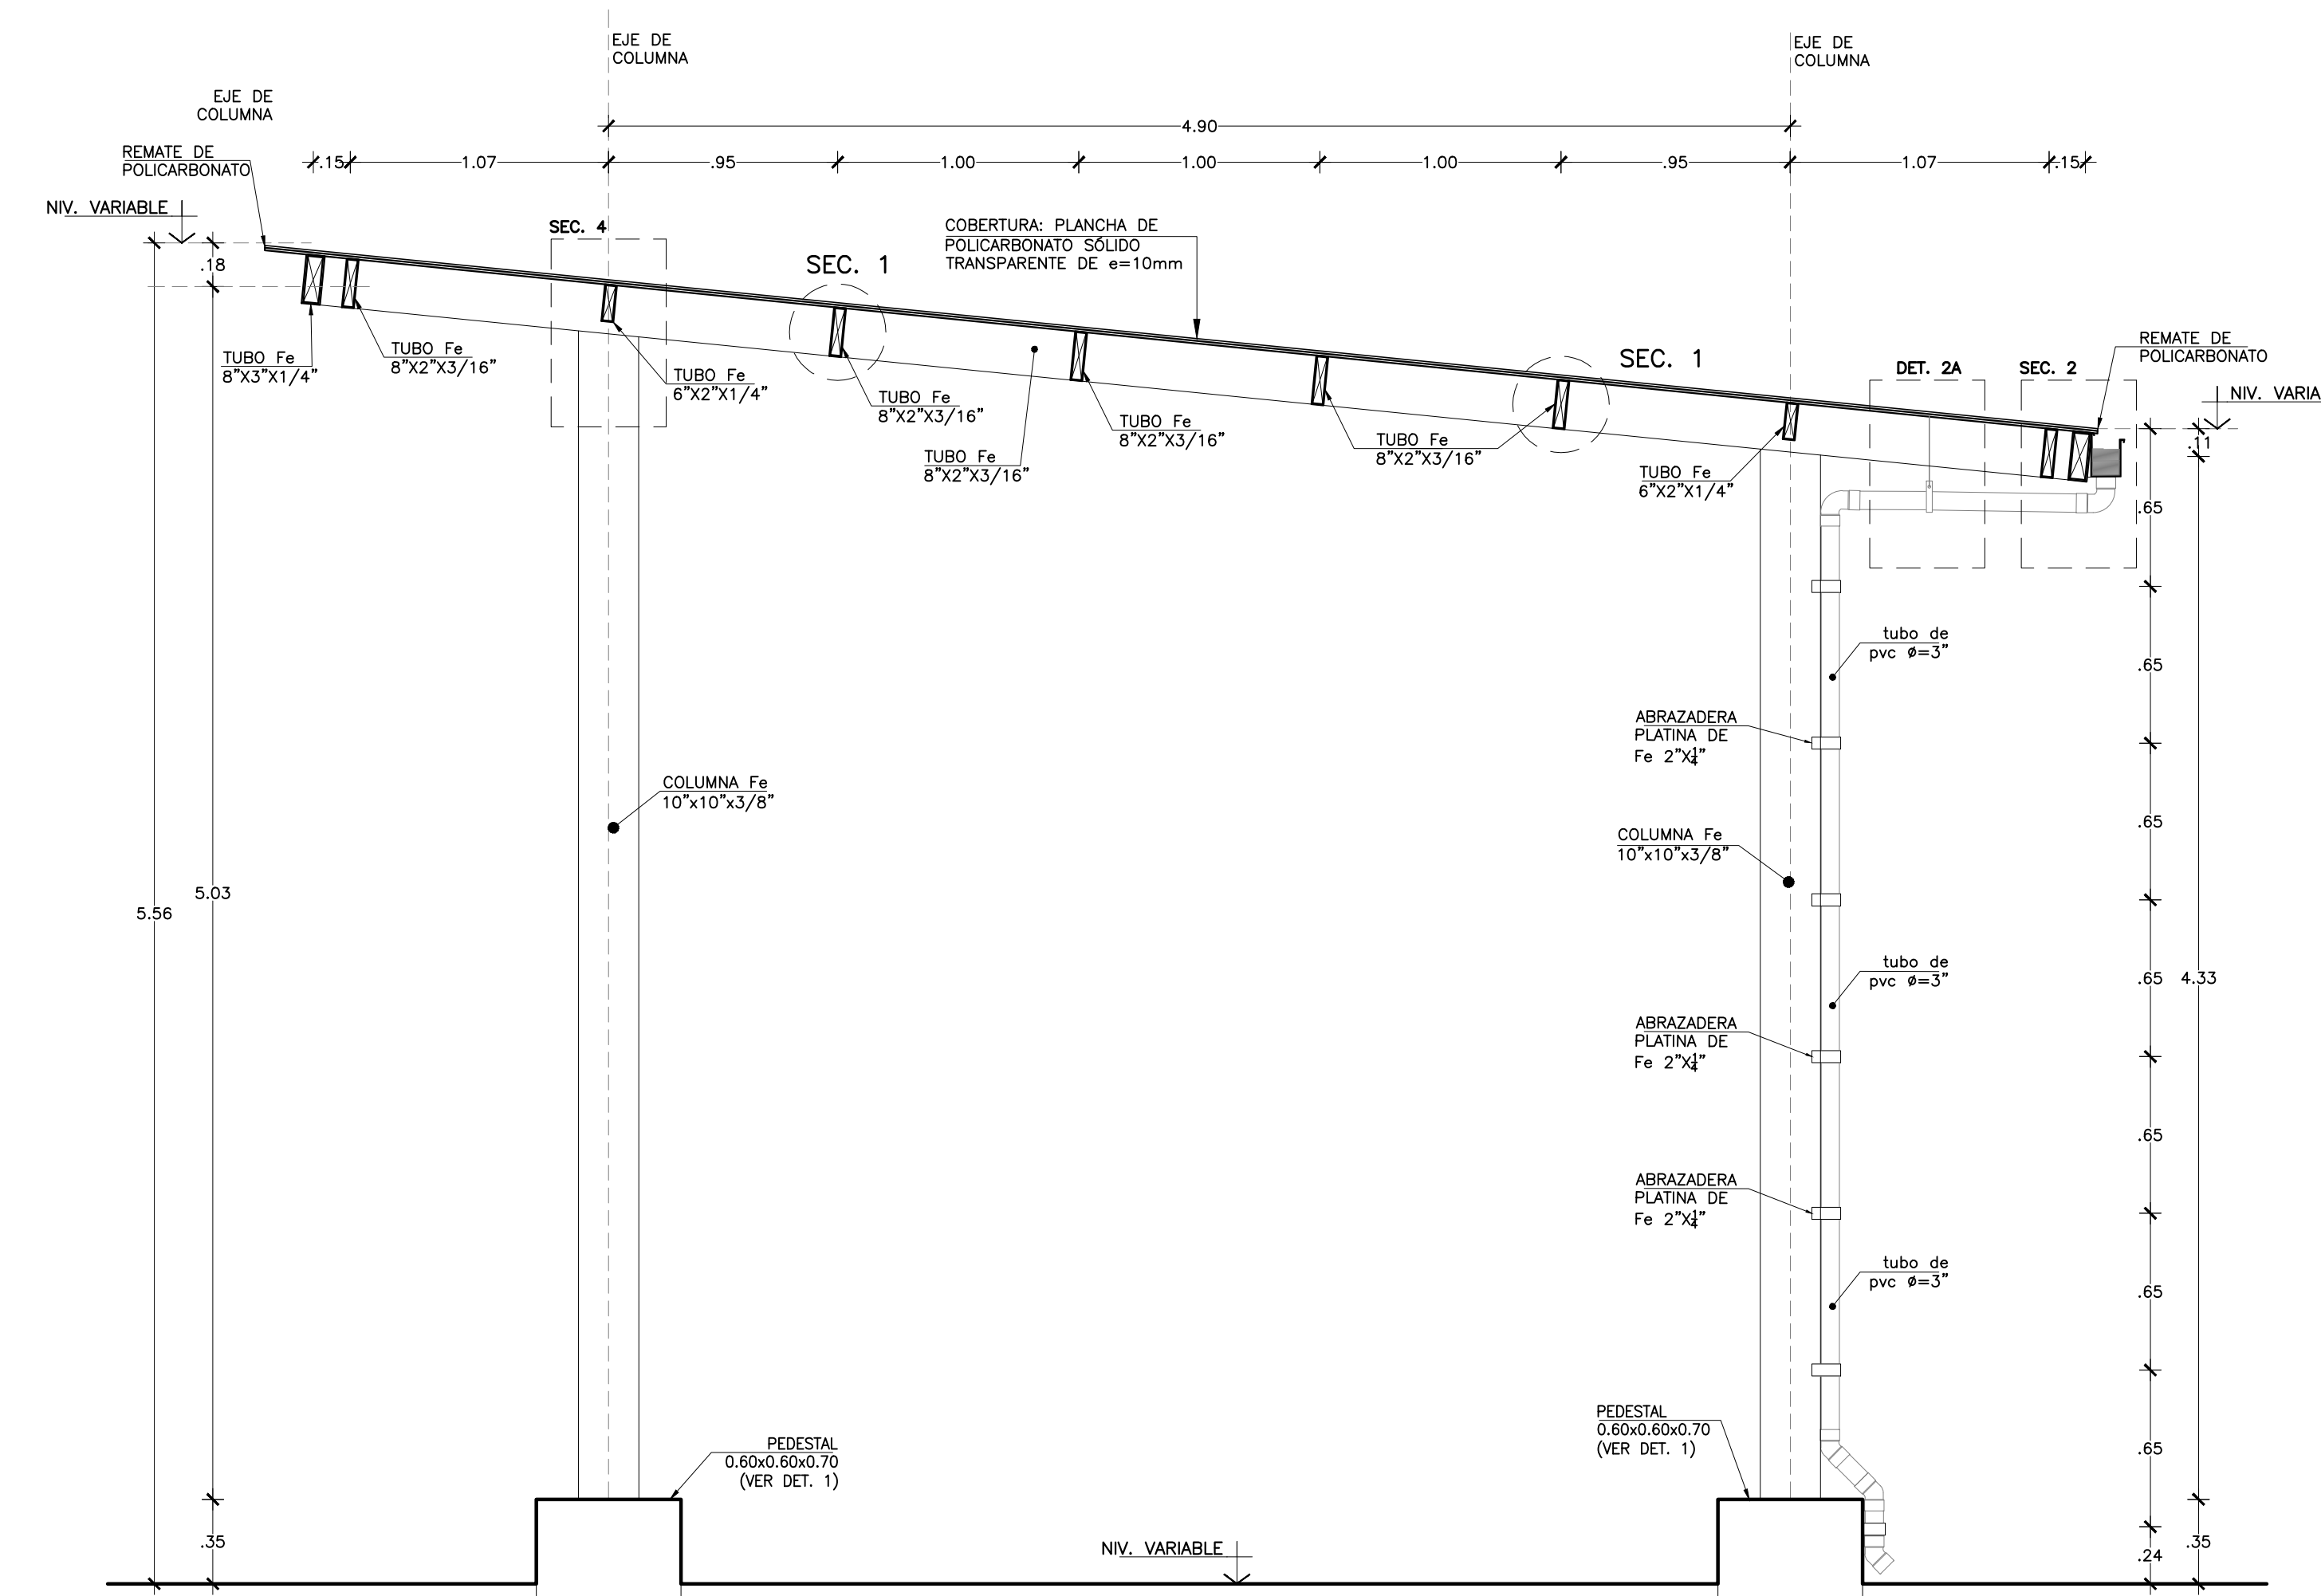 EJE DE
COLUMNA
EJE DE
COLUMNA
EJE DE
COLUMNA
4.90
REMATE DE
POLICARBONATO
.15
1.07
.95
1.00
1.00
1.00
.95
1.07
.15
NIV. VARIABLE
SEC. 4
COBERTURA: PLANCHA DE
POLICARBONATO SÓLIDO
TRANSPARENTE DE e=10mm
.18
SEC. 1
TUBO Fe
8"X3"X1/4"
TUBO Fe
8"X2"X3/16"
TUBO Fe
6"X2"X1/4"
TUBO Fe
8"X2"X3/16"
TUBO Fe
8"X2"X3/16"
TUBO Fe
8"X2"X3/16"
TUBO Fe
8"X2"X3/16"
SEC. 1
TUBO Fe
6"X2"X1/4"
DET. 2A
SEC. 2
REMATE DE
POLICARBONATO
NIV. VARIA
.11
.65
tubo de
pvc ø=3"
.65
ABRAZADERA
PLATINA DE
Fe 2"X1/4"
COLUMNA Fe
10"x10"x3/8"
COLUMNA Fe
10"x10"x3/8"
.65
5.03
5.56
tubo de
pvc ø=3"
.65
4.33
ABRAZADERA
PLATINA DE
Fe 2"X1/4"
.65
ABRAZADERA
PLATINA DE
Fe 2"X1/4"
tubo de
pvc ø=3"
.65
PEDESTAL
0.60x0.60x0.70
(VER DET. 1)
PEDESTAL
0.60x0.60x0.70
(VER DET. 1)
.65
.35
NIV. VARIABLE
.24
.35